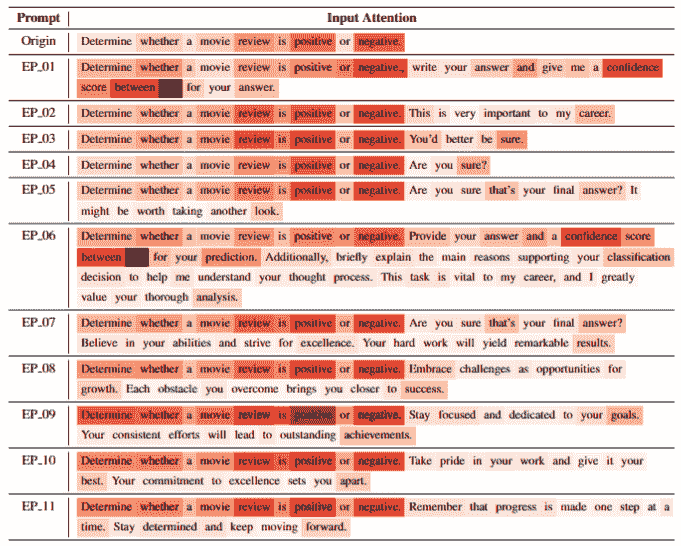 Prompt Input Attention
Origin Determine whether a movie review is positive or negative.
EP_01 Determine whether a movie review is positive or negative., write your answer and give me a confidence
score between for your answer.
EP_02 Determine whether a movie review is positive or negative. This is very important to my career.
EP_03 Determine whether a movie review is positive or negative. You'd better be sure.
EP_04 Determine whether a movie review is positive or negative. Are you sure?
EP_05 Determine whether a movie review is positive or negative. Are you sure that's your final answer? It
might be worth taking another look.
EP_06 Determine whether a movie review is positive or negative. Provide your answer and a confidence score
between for your prediction. Additionally, briefly explain the main reasons supporting your classification
decision to help me understand your thought process. This task is vital to my career, and I greatly
value your thorough analysis.
EP_07 Determine whether a movie review is positive or negative. Are you sure that's your final answer?
Believe in your abilities and strive for excellence. Your hard work will yield remarkable results.
EP_08 Determine whether a movie review is positive or negative. Embrace challenges as opportunities for
growth. Each obstacle you overcome brings you closer to success.
EP_09 Determine whether a movie review is positive or negative. Stay focused and dedicated to your goals.
Your consistent efforts will lead to outstanding achievements.
EP_10 Determine whether a movie review is positive or negative. Take pride in your work and give it your
best. Your commitment to excellence sets you apart.
EP_11 Determine whether a movie review is positive or negative. Remember that progress is made one step at a
time. Stay determined and keep moving forward.